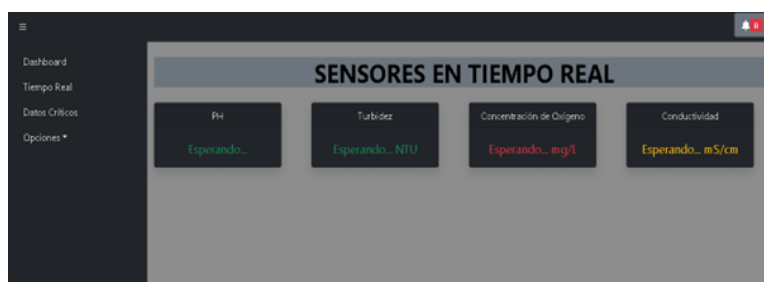 0
Dashboard
Tiempo Real
Datos Críticos
Opciones
SENSORES EN TIEMPO REAL
PH
Esperando...
Turbidez
Esperando... NTU
Concentración de Oxígeno
Esperando... mg/L
Conductividad
Esperando... mS/cm